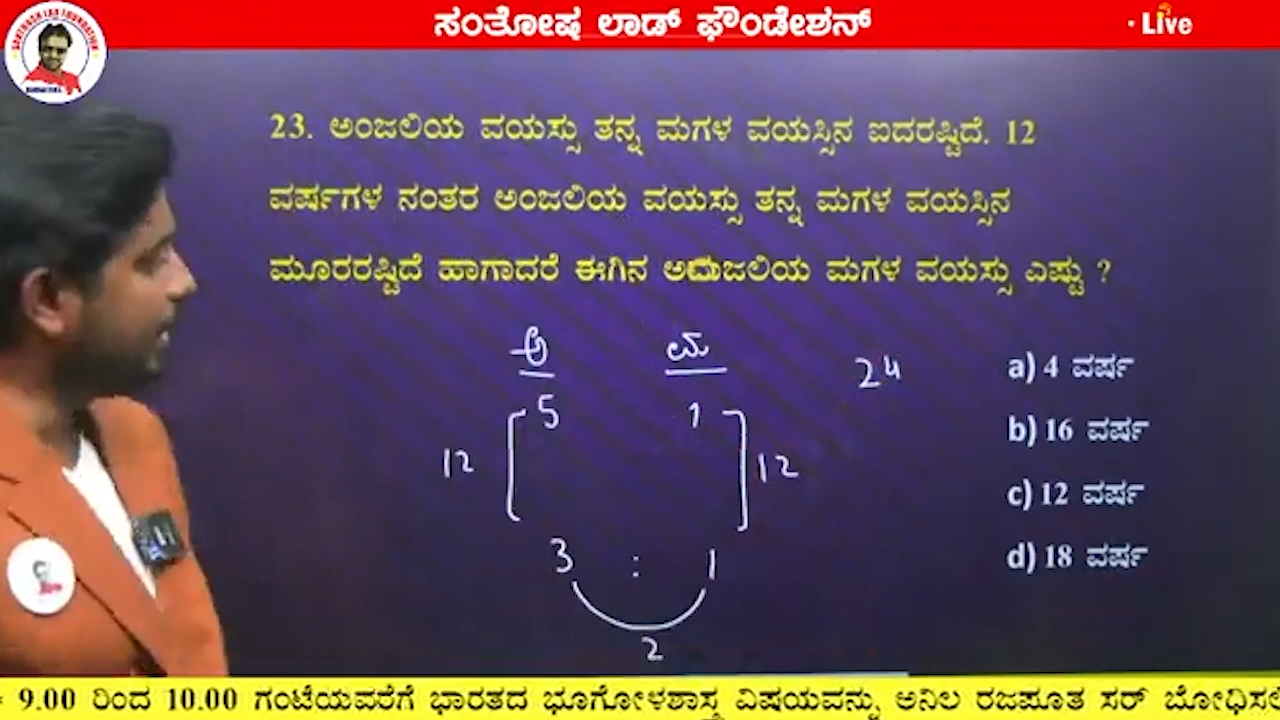 ಸಂತೋಷ ಲಾಡ್ ಫೌಂಡೇಶನ್
· Live
23. ಅಂಜಲಿಯ ವಯಸ್ಸು ತನ್ನ ಮಗಳ ವಯಸ್ಸಿನ ಐದರಷ್ಟಿದೆ. 12
ವರ್ಷಗಳ ನಂತರ ಅಂಜಲಿಯ ವಯಸ್ಸು ತನ್ನ ಮಗಳ ವಯಸ್ಸಿನ
ಮೂರರಷ್ಟಿದೆ ಹಾಗಾದರೆ ಈಗಿನ ಮಗಳ ವಯಸ್ಸು ಎಷ್ಟು ?
ಅ ಮ
24
a) 4 ವರ್ಷ
5 1
b) 16 ವರ್ಷ
12 12
c) 12 ವರ್ಷ
3 : 1
d) 18 ವರ್ಷ
2
9.00 ರಿಂದ 10.00 ಗಂಟೆಯವರೆಗೆ ಭಾರತದ ಭೂಗೋಳಶಾಸ್ತ್ರ ವಿಷಯವನ್ನು ಅನಿಲ ರಜಪೂತ ಸರ್